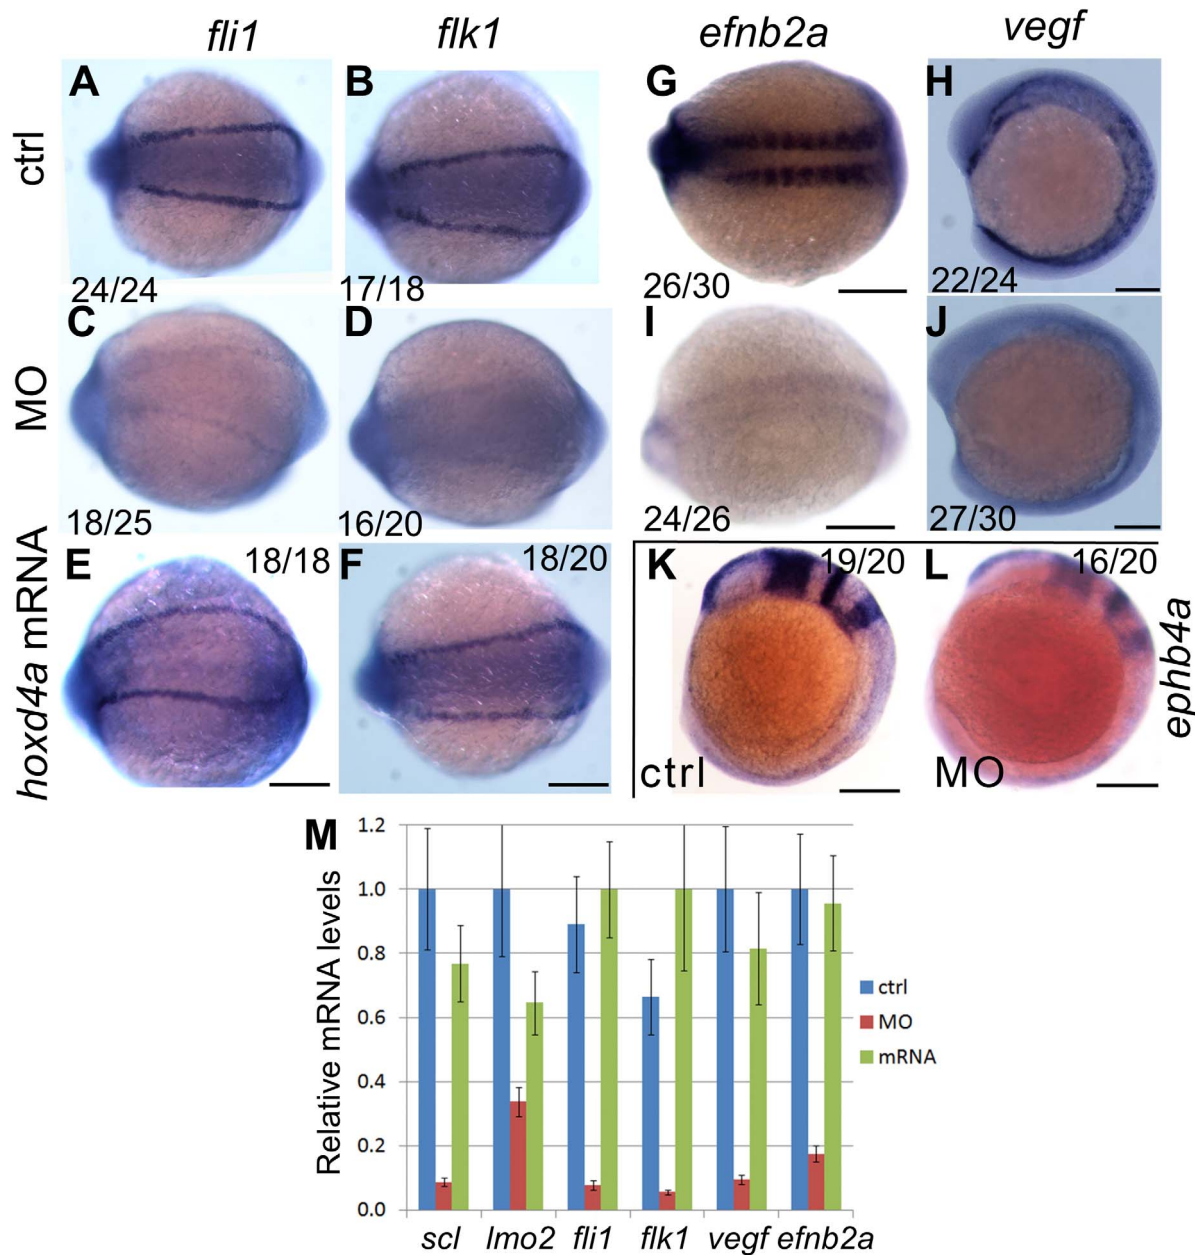 fli1 flk1 efnb2a vegf
ctrl
A B G H
24/24 17/18 26/30 22/24
MO
C D I J
18/25 16/20 24/26 27/30
hoxd4a mRNA
E 18/18 F 18/20 K 19/20 L 16/20
ephb4a
ctrl MO
M
Relative mRNA levels
1.2
1.0
0.8
0.6
0.4
0.2
0.0
ctrl
MO
mRNA
scl lmo2 fli1 flk1 vegf efnb2a